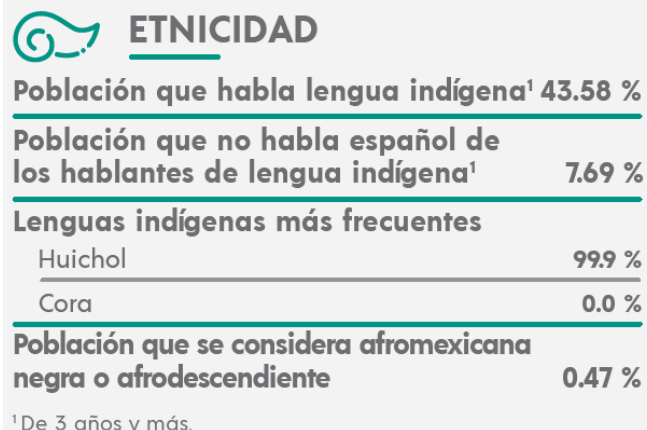 ETNICIDAD
Población que habla lengua indígena¹ 43.58 %
Población que no habla español de
los hablantes de lengua indígena¹ 7.69 %
Lenguas indígenas más frecuentes
Huichol 99.9 %
Cora 0.0 %
Población que se considera afromexicana
negra o afrodescendiente 0.47 %
¹ De 3 años y más.